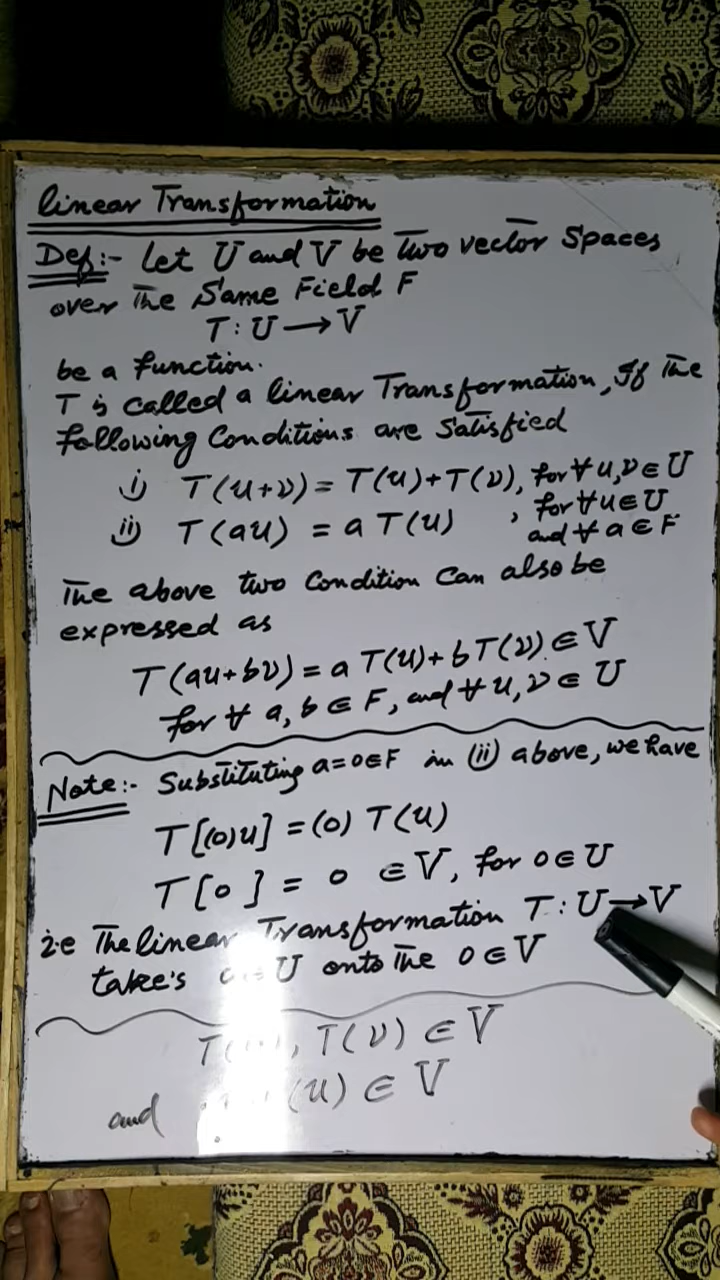 linear Transformation
Def:- Let U and V be two vector Spaces
over The Same Field F
T : U → V
be a function.
T is called a linear Transformation, If The
Following Conditions are Satisfied
i) T(u+v) = T(u)+T(v), for ∀ u,v ∈ U
ii) T(au) = a T(u) , for ∀ u ∈ U
and ∀ a ∈ F.
The above two Condition Can also be
expressed as
T(au+bv) = a T(u)+ b T(v) ∈ V
for ∀ a, b ∈ F, and ∀ u, v ∈ U
Note:- Substituting a=0∈F in (ii) above, we have
T[(0)u] = (0) T(u)
T[0] = 0 ∈ V, for 0 ∈ U
i.e The linear Transformation T : U → V
take's U onto The 0 ∈ V
T( ), T(v) ∈ V
and (u) ∈ V